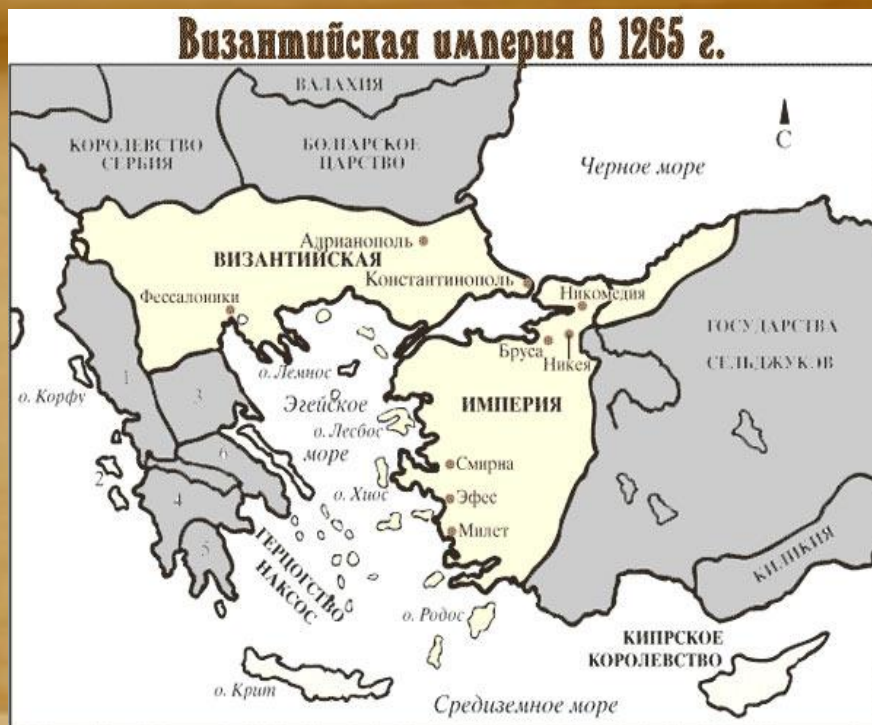 Византийская империя в 1265 г.
ВАЛАХИЯ
КОРОЛЕВСТВО
СЕРБИЯ
БОЛГАРСКОЕ
ЦАРСТВО
С
Черное море
Адрианополь
ВИЗАНТИЙСКАЯ
Константинополь
Фессалоники
Никомедия
ГОСУДАРСТВА
СЕЛЬДЖУКОВ
Бруса
Никея
о. Лемнос
1
3
о. Корфу
Эгейское
ИМПЕРИЯ
о. Лесбос
море
6
Смирна
2
о. Хиос
4
Эфес
Милет
5
ГЕРЦОГСТВО
НАКСОС
КИЛИКИЯ
о. Родос
КИПРСКОЕ
КОРОЛЕВСТВО
о. Крит
Средиземное море